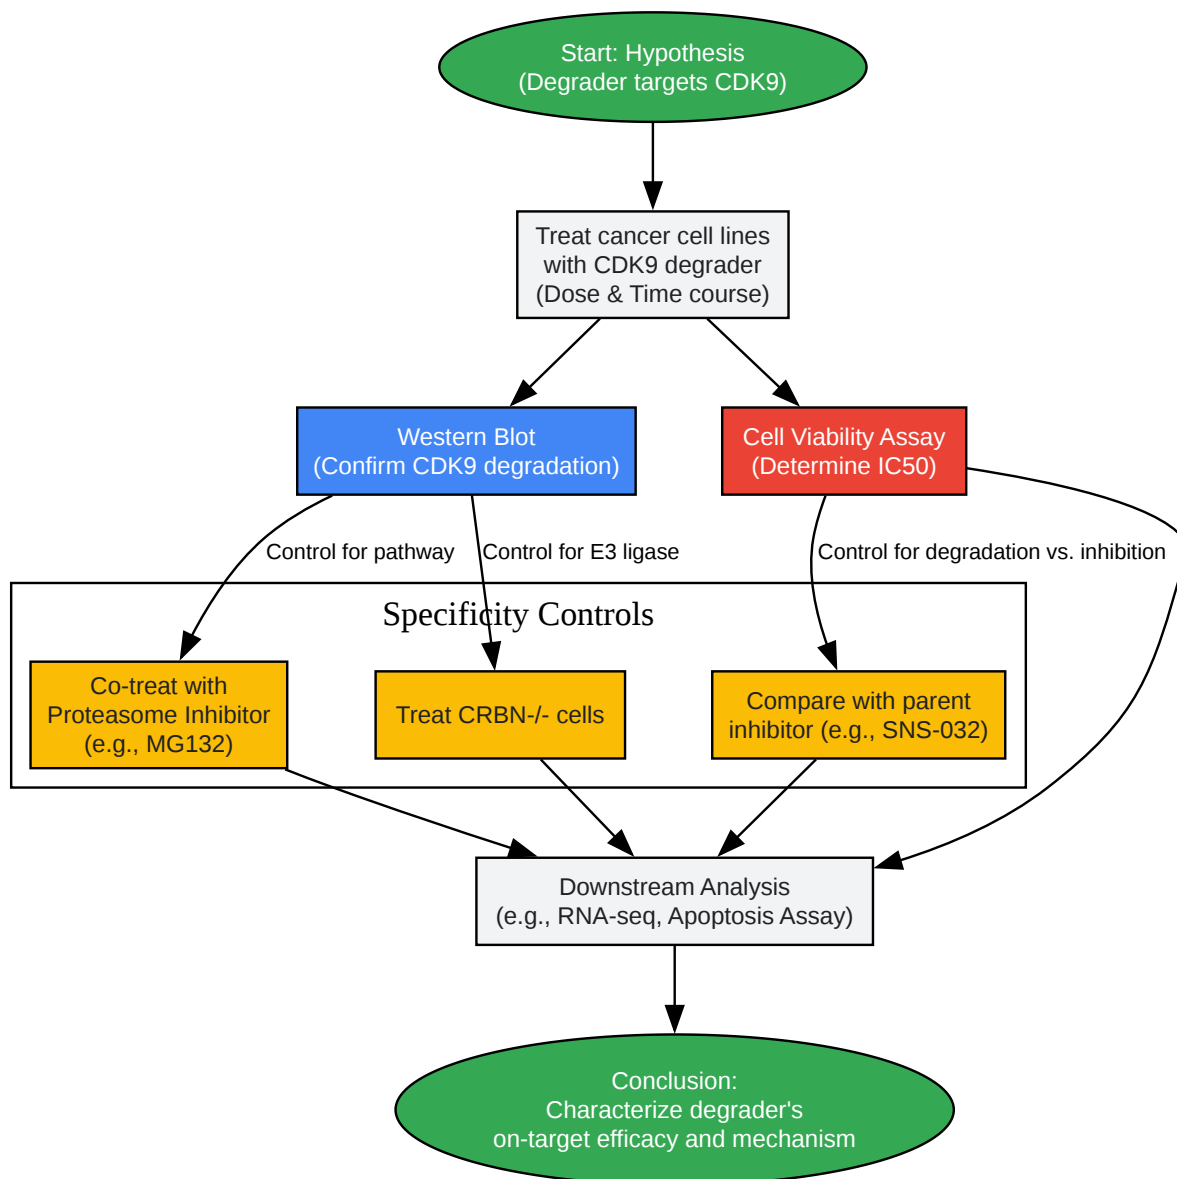 Start: Hypothesis
(Degrader targets CDK9)
Treat cancer cell lines
with CDK9 degrader
(Dose & Time course)
Western Blot
(Confirm CDK9 degradation)
Cell Viability Assay
(Determine IC50)
Control for pathway
Control for E3 ligase
Control for degradation vs. inhibition
Specificity Controls
Co-treat with
Proteasome Inhibitor
(e.g., MG132)
Treat CRBN-/- cells
Compare with parent
inhibitor (e.g., SNS-032)
Downstream Analysis
(e.g., RNA-seq, Apoptosis Assay)
Conclusion:
Characterize degrader's
on-target efficacy and mechanism